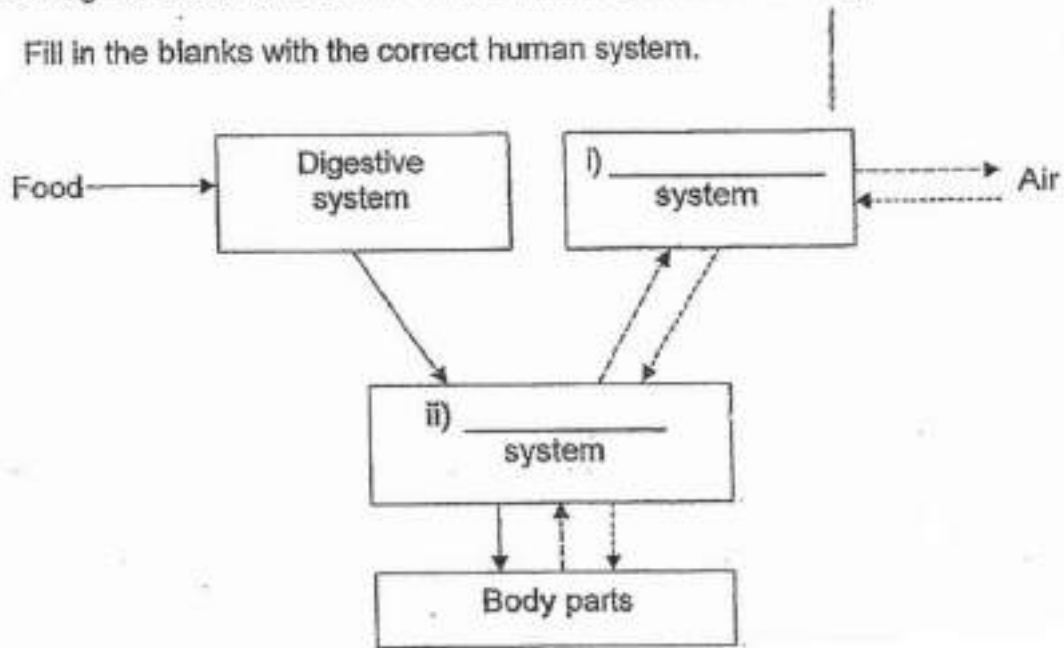 Fill in the blanks with the correct human system.
Food
Digestive
system
i) ____________
system
Air
ii) ____________
system
Body parts